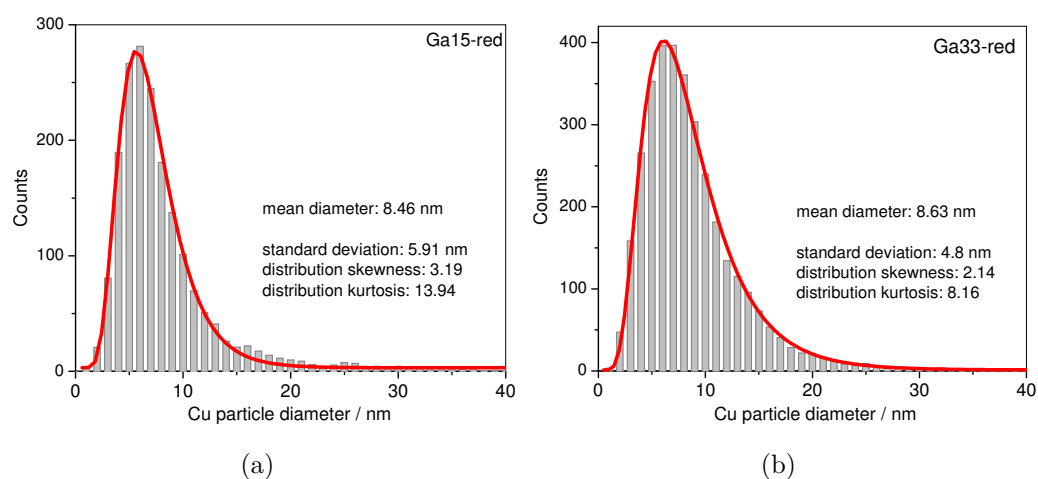 300
200
100
0
0
10
20
30
40
Counts
Cu particle diameter / nm
Ga15-red
mean diameter: 8.46 nm
standard deviation: 5.91 nm
distribution skewness: 3.19
distribution kurtosis: 13.94
(a)
400
300
200
100
0
0
10
20
30
40
Counts
Cu particle diameter / nm
Ga33-red
mean diameter: 8.63 nm
standard deviation: 4.8 nm
distribution skewness: 2.14
distribution kurtosis: 8.16
(b)